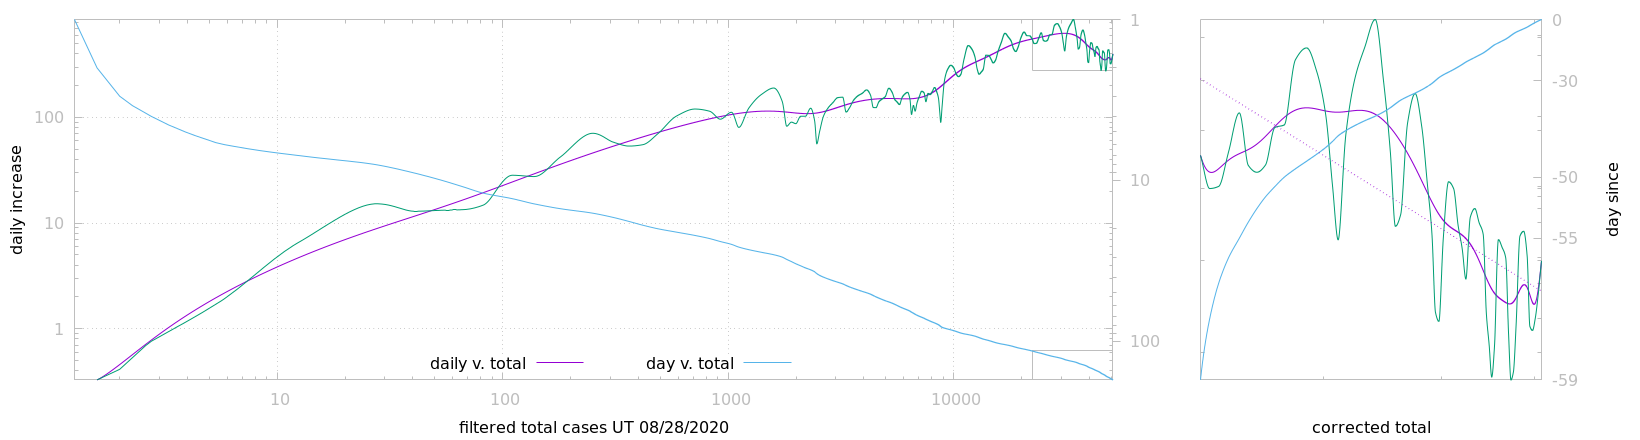 daily increase
100
10
1
10
100
1000
10000
filtered total cases UT 08/28/2020
daily v. total
day v. total
1
10
100
0
-30
-50
-55
-59
day since
corrected total